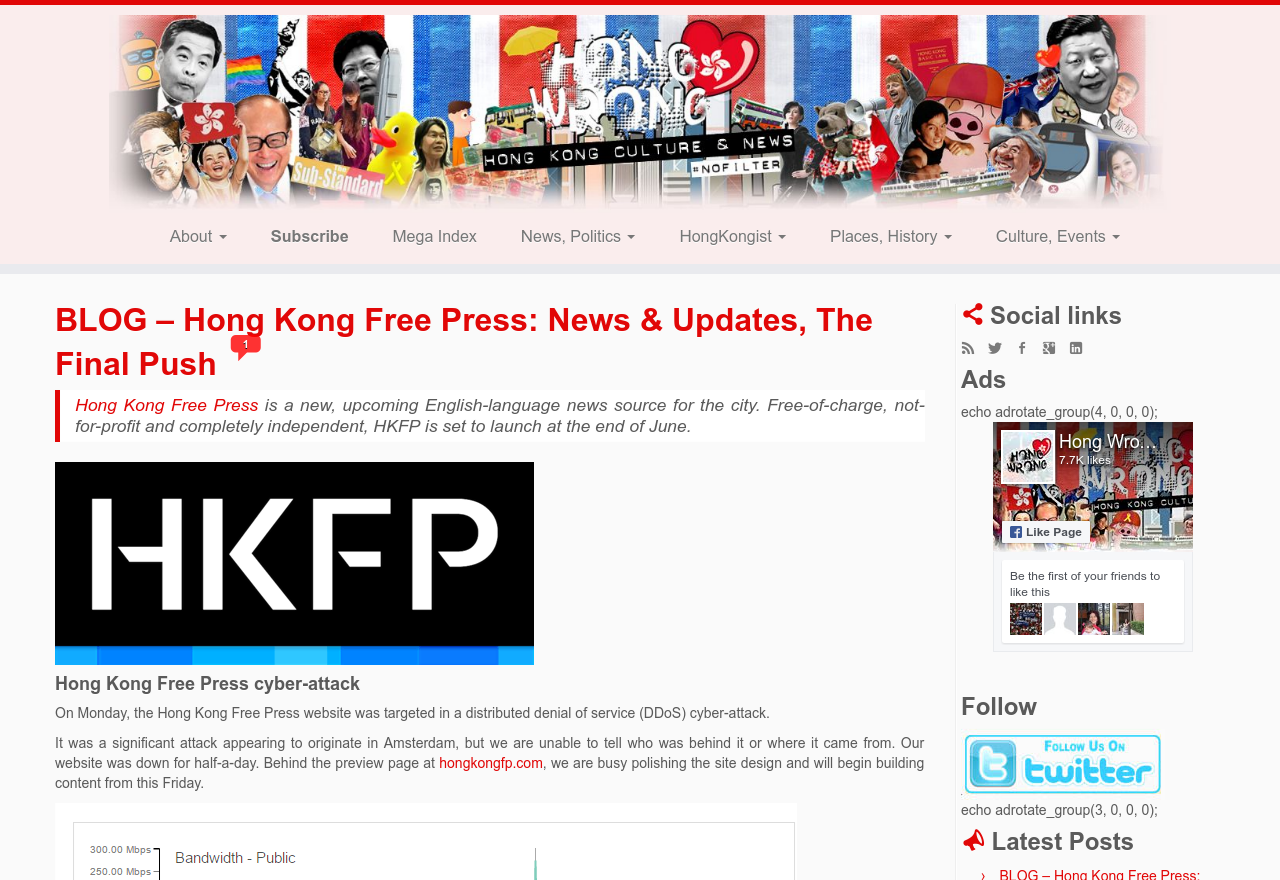 HONG
WRONG
HONG KONG CULTURE & NEWS
#NOFILTER
Sub-Standard
About
Subscribe
Mega Index
News, Politics
HongKongist
Places, History
Culture, Events
BLOG – Hong Kong Free Press: News & Updates, The
Final Push 1
Hong Kong Free Press is a new, upcoming English-language news source for the city. Free-of-charge, not-
for-profit and completely independent, HKFP is set to launch at the end of June.
HKFP
Hong Kong Free Press cyber-attack
On Monday, the Hong Kong Free Press website was targeted in a distributed denial of service (DDoS) cyber-attack.
It was a significant attack appearing to originate in Amsterdam, but we are unable to tell who was behind it or where it came from. Our
website was down for half-a-day. Behind the preview page at hongkongfp.com, we are busy polishing the site design and will begin building
content from this Friday.
300.00 Mbps
Bandwidth - Public
250.00 Mbps
Social links
Ads
echo adrotate_group(4, 0, 0, 0);
HONG
WRONG
Hong Wro...
7.7K likes
HONG KONG CULTU
Like Page
Be the first of your friends to
like this
Follow
FOLLOW US ON
twitter
echo adrotate_group(3, 0, 0, 0);
Latest Posts
› BLOG – Hong Kong Free Press: